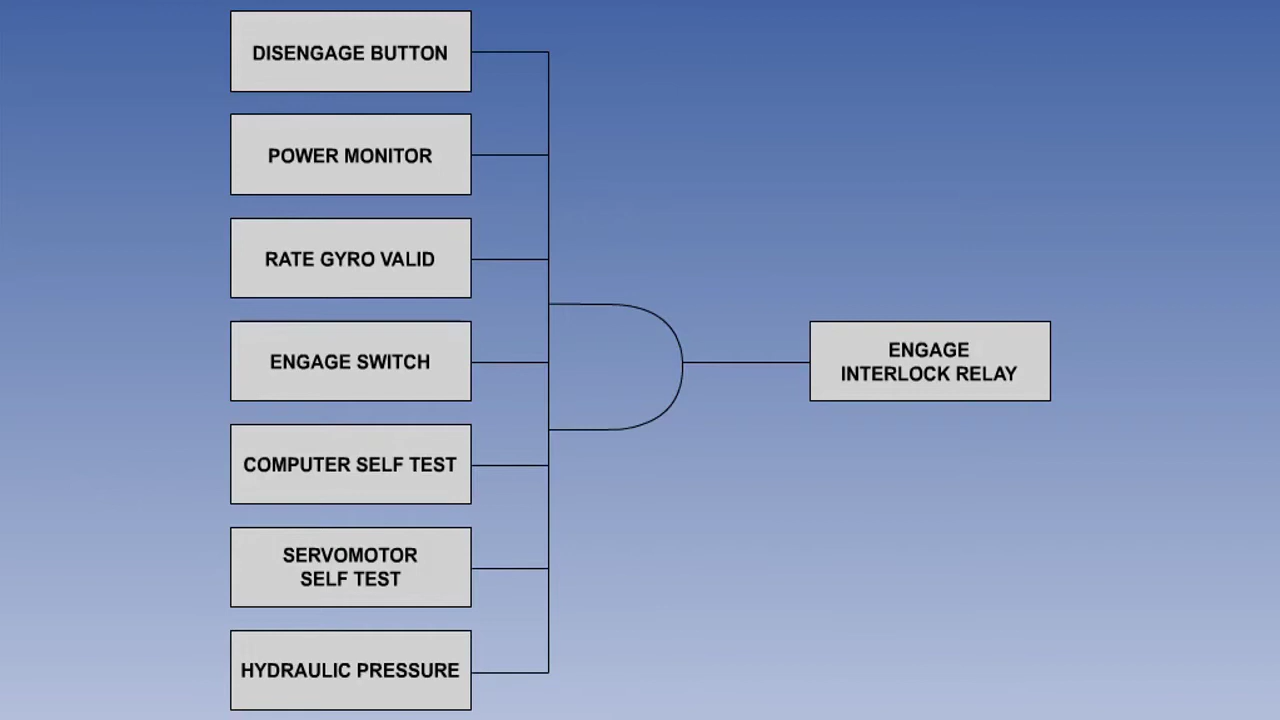 DISENGAGE BUTTON
POWER MONITOR
RATE GYRO VALID
ENGAGE SWITCH
COMPUTER SELF TEST
SERVOMOTOR
SELF TEST
HYDRAULIC PRESSURE
ENGAGE
INTERLOCK RELAY